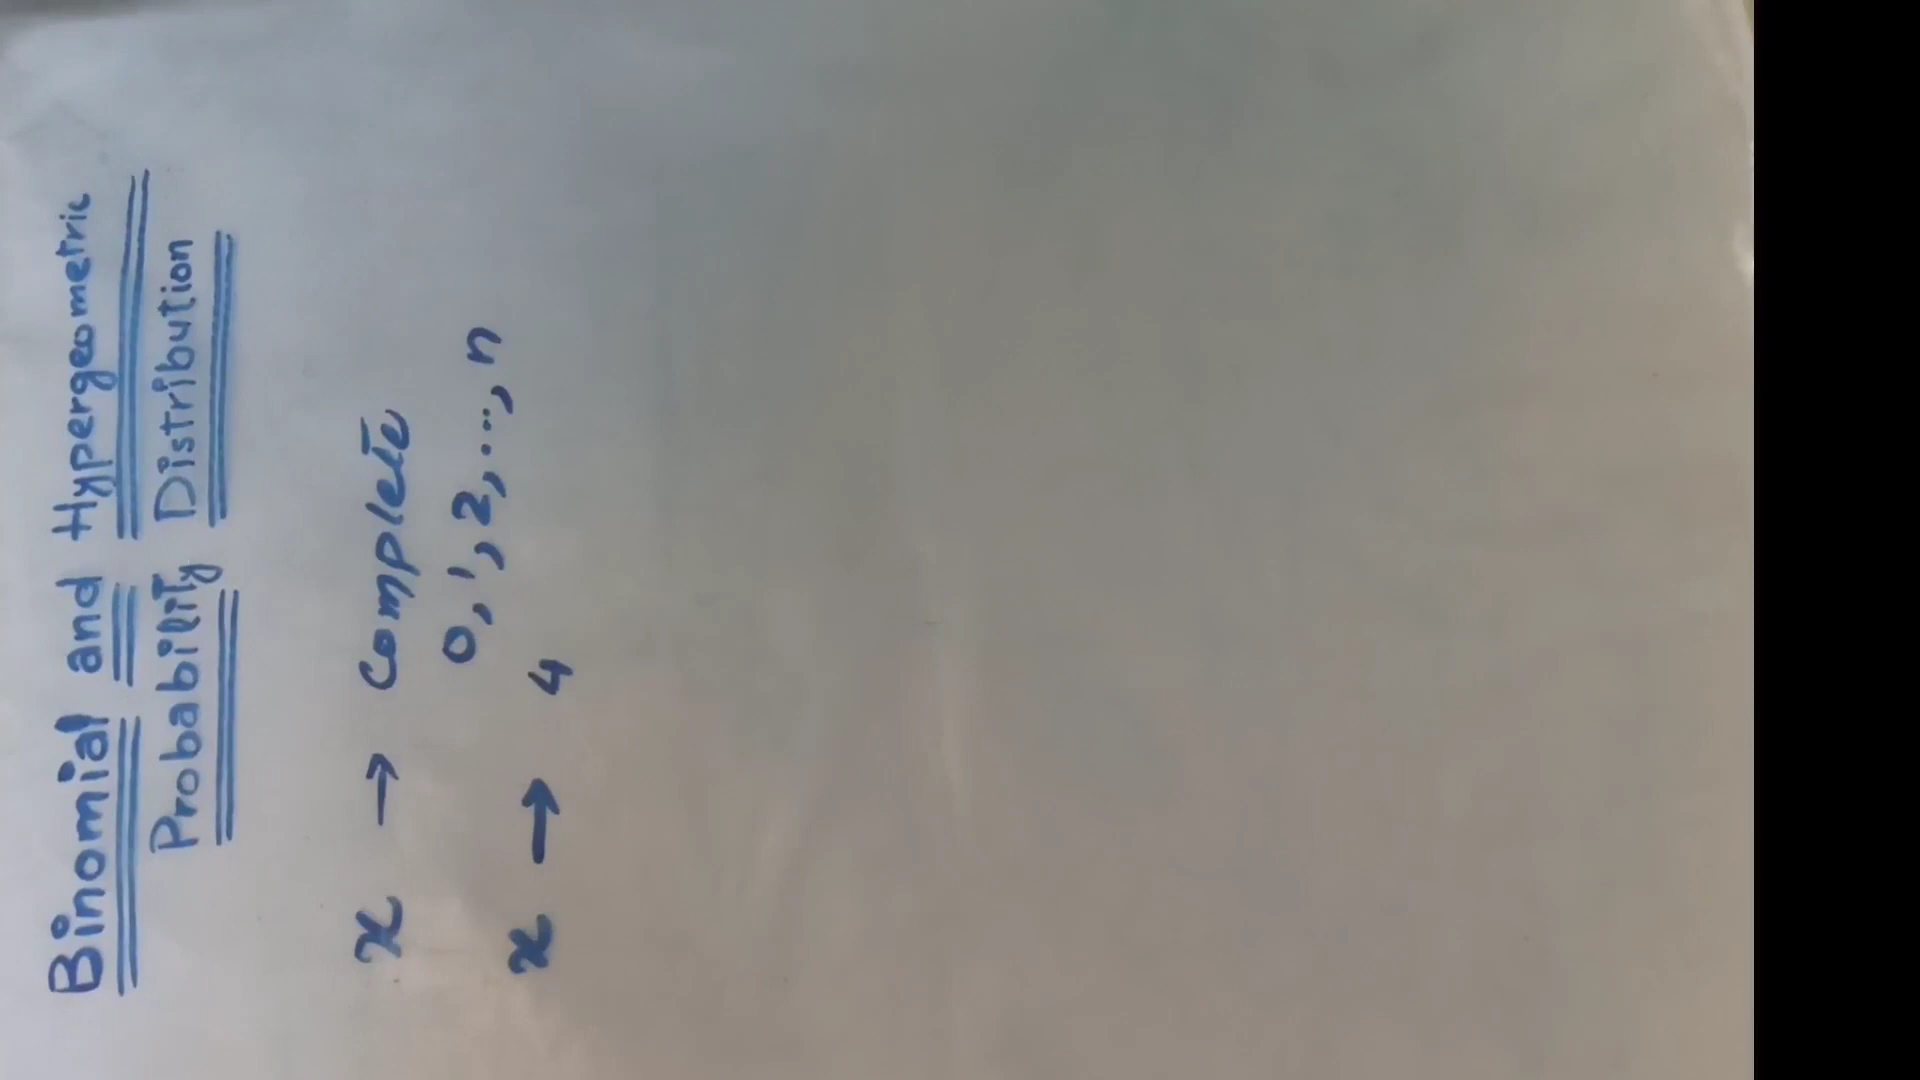 Binomial and Hypergeometric
Probability Distribution
x → Complete
0, 1, 2, ..., n
x → 4